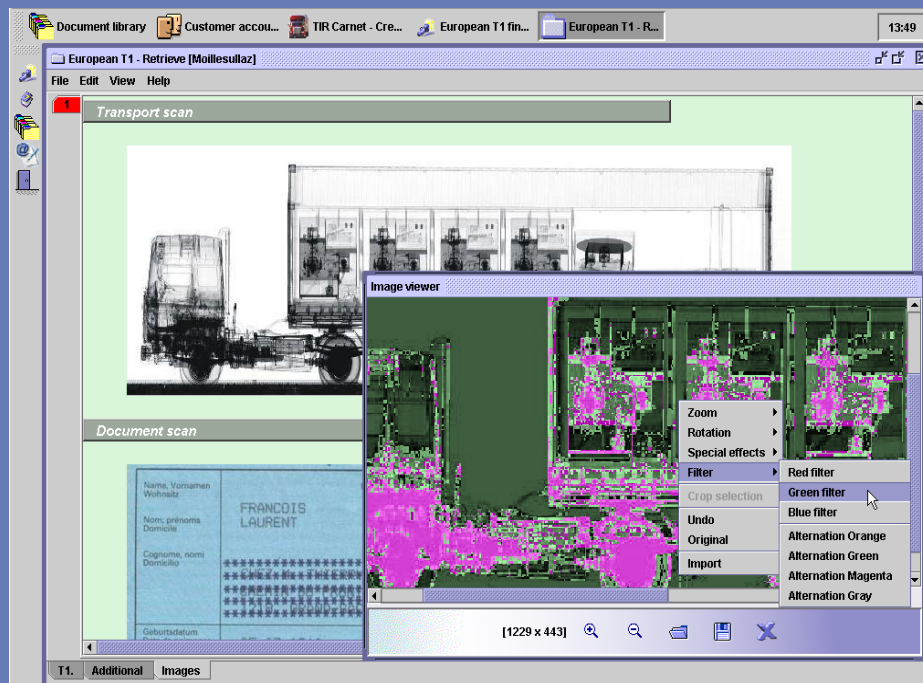 Document library Customer accou... TIR Carnet - Cre... European T1 fin... European T1 - R... 13:49
European T1 - Retrieve [Moillesullaz]
File Edit View Help
1
Transport scan
Document scan
Name, Vornamen
Wohnsitz
FRANCOIS
LAURENT
Nom, prénoms
Domicile
Cognome, nomi
Domicilio
Geburtsdatum
Image viewer
Zoom
Rotation
Special effects
Filter
Crop selection
Undo
Original
Import
Red filter
Green filter
Blue filter
Alternation Orange
Alternation Green
Alternation Magenta
Alternation Gray
[1229 x 443]
T1. Additional Images